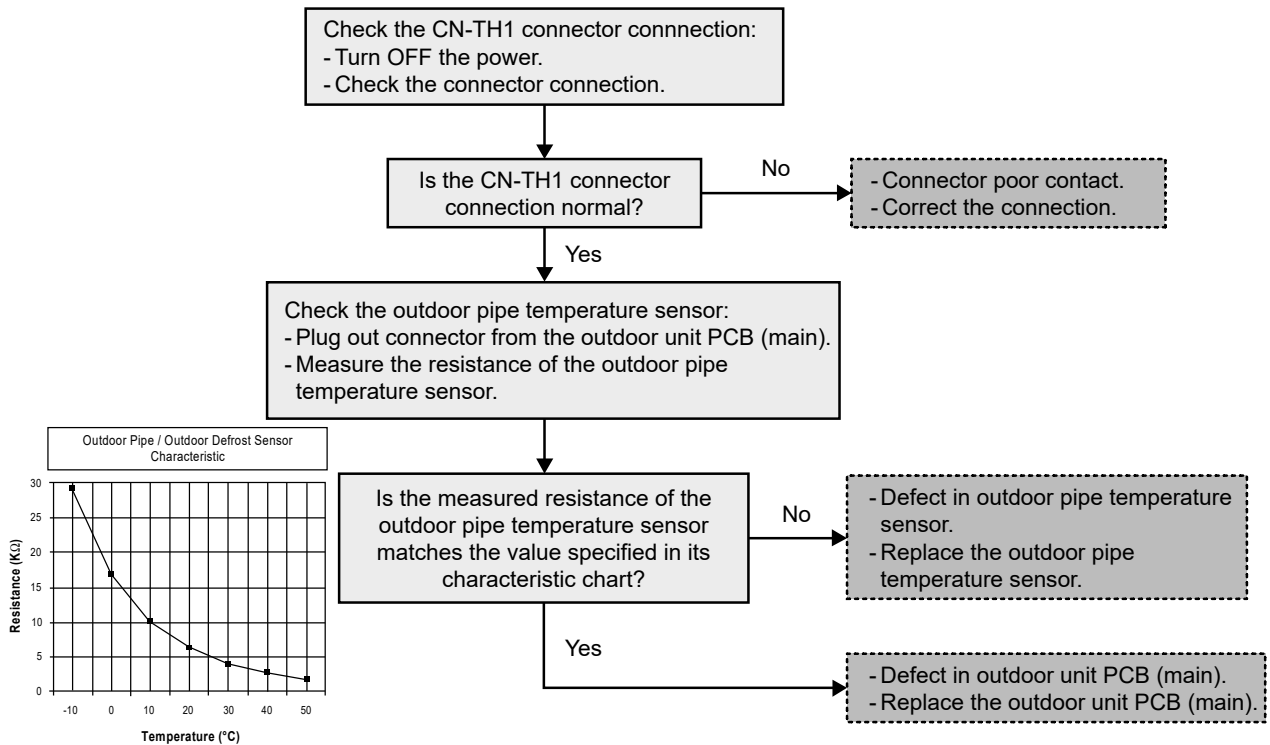 Check the CN-TH1 connector connnection:
- Turn OFF the power.
- Check the connector connection.
Is the CN-TH1 connector
connection normal?
No
- Connector poor contact.
- Correct the connection.
Yes
Check the outdoor pipe temperature sensor:
- Plug out connector from the outdoor unit PCB (main).
- Measure the resistance of the outdoor pipe
temperature sensor.
Outdoor Pipe / Outdoor Defrost Sensor
Characteristic
30
25
20
15
10
5
0
Resistance (KΩ)
-10 0 10 20 30 40 50
Temperature (°C)
Is the measured resistance of the
outdoor pipe temperature sensor
matches the value specified in its
characteristic chart?
No
- Defect in outdoor pipe temperature
sensor.
- Replace the outdoor pipe
temperature sensor.
Yes
- Defect in outdoor unit PCB (main).
- Replace the outdoor unit PCB (main).